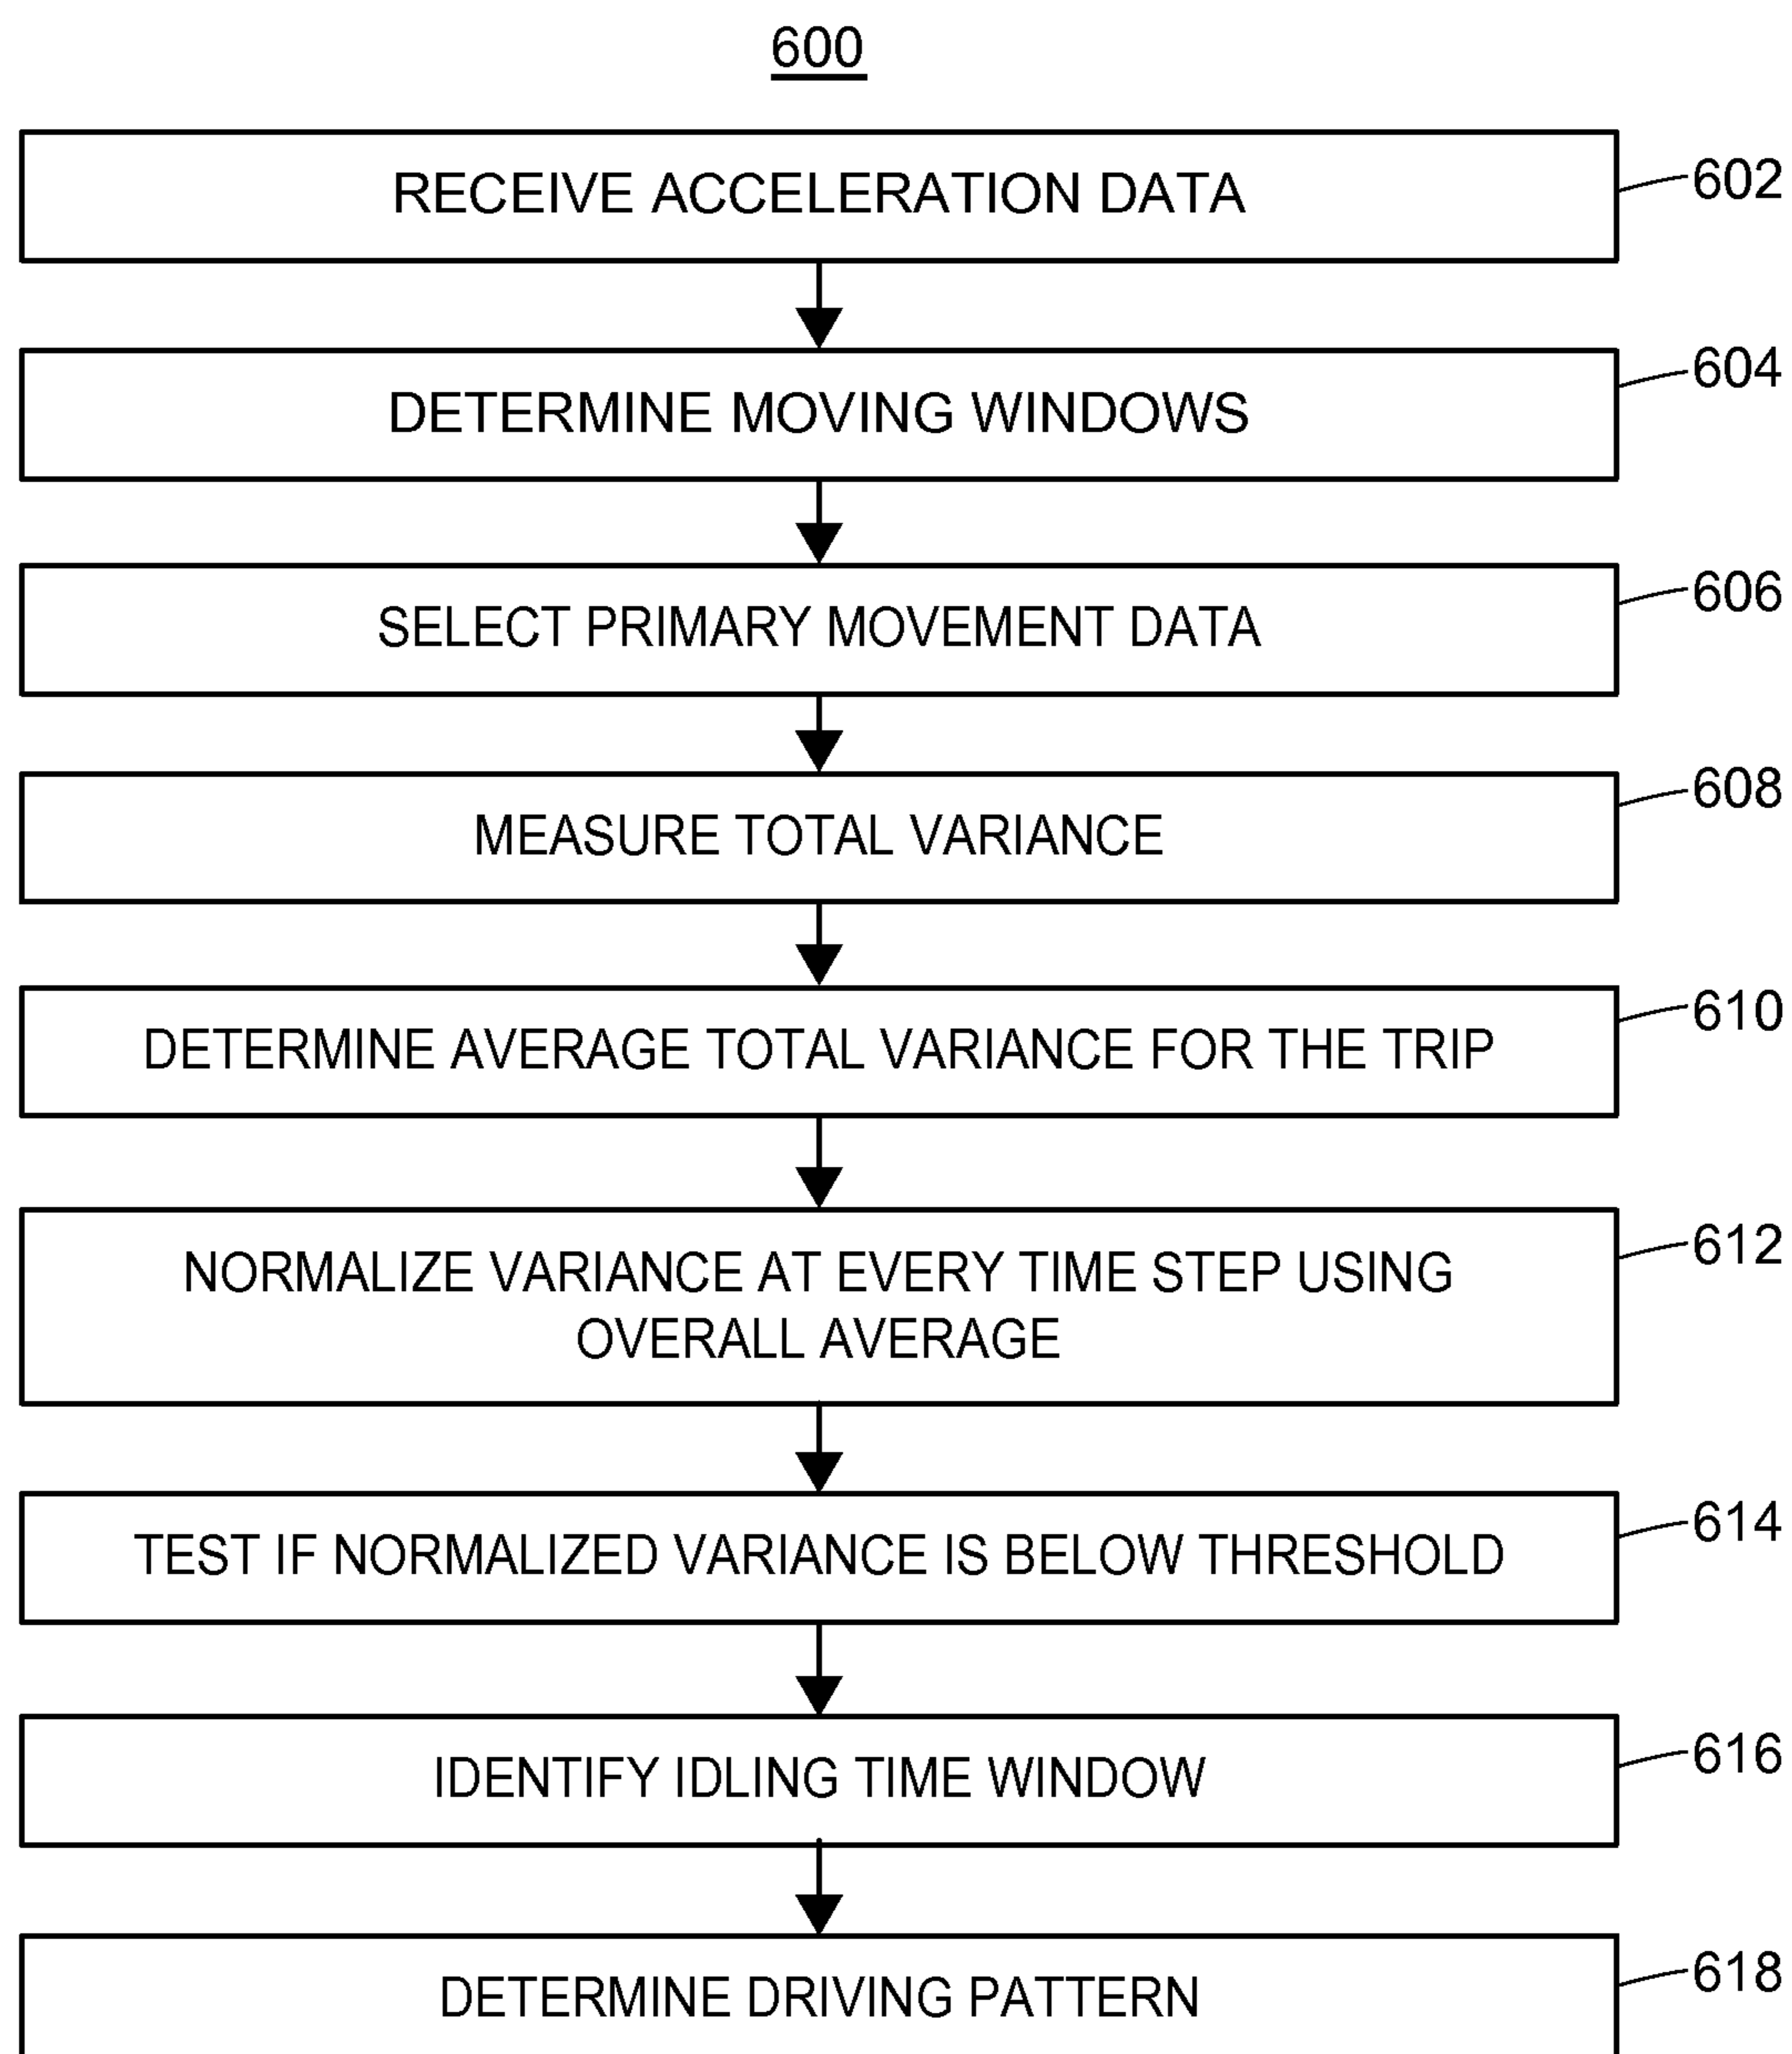 600
RECEIVE ACCELERATION DATA
602
DETERMINE MOVING WINDOWS
604
SELECT PRIMARY MOVEMENT DATA
606
MEASURE TOTAL VARIANCE
608
DETERMINE AVERAGE TOTAL VARIANCE FOR THE TRIP
610
NORMALIZE VARIANCE AT EVERY TIME STEP USING
OVERALL AVERAGE
612
TEST IF NORMALIZED VARIANCE IS BELOW THRESHOLD
614
IDENTIFY IDLING TIME WINDOW
616
DETERMINE DRIVING PATTERN
618